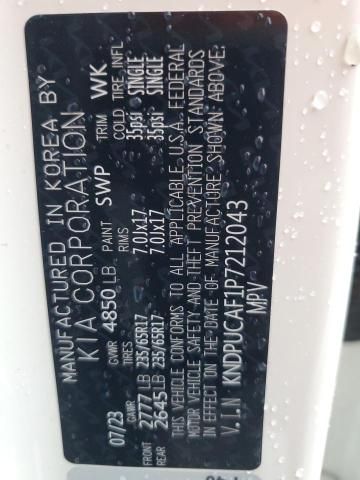 MANUFACTURED IN KOREA BY
KIA CORPORATION
07/23 GVWR 4850 LB PAINT SWP TRIM WK
GAWR TIRES RIMS COLD TIRE INFL
FRT 2777 LB 235/65R17 7.0Jx17 35psi SINGLE
REAR 2645 LB 235/65R17 7.0Jx17 35psi SINGLE
THIS VEHICLE CONFORMS TO ALL APPLICABLE U.S.A. FEDERAL
MOTOR VEHICLE SAFETY AND THEFT PREVENTION STANDARDS
IN EFFECT ON THE DATE OF MANUFACTURE SHOWN ABOVE.
V.I.N KNDPUCAF1P7212043
MPV